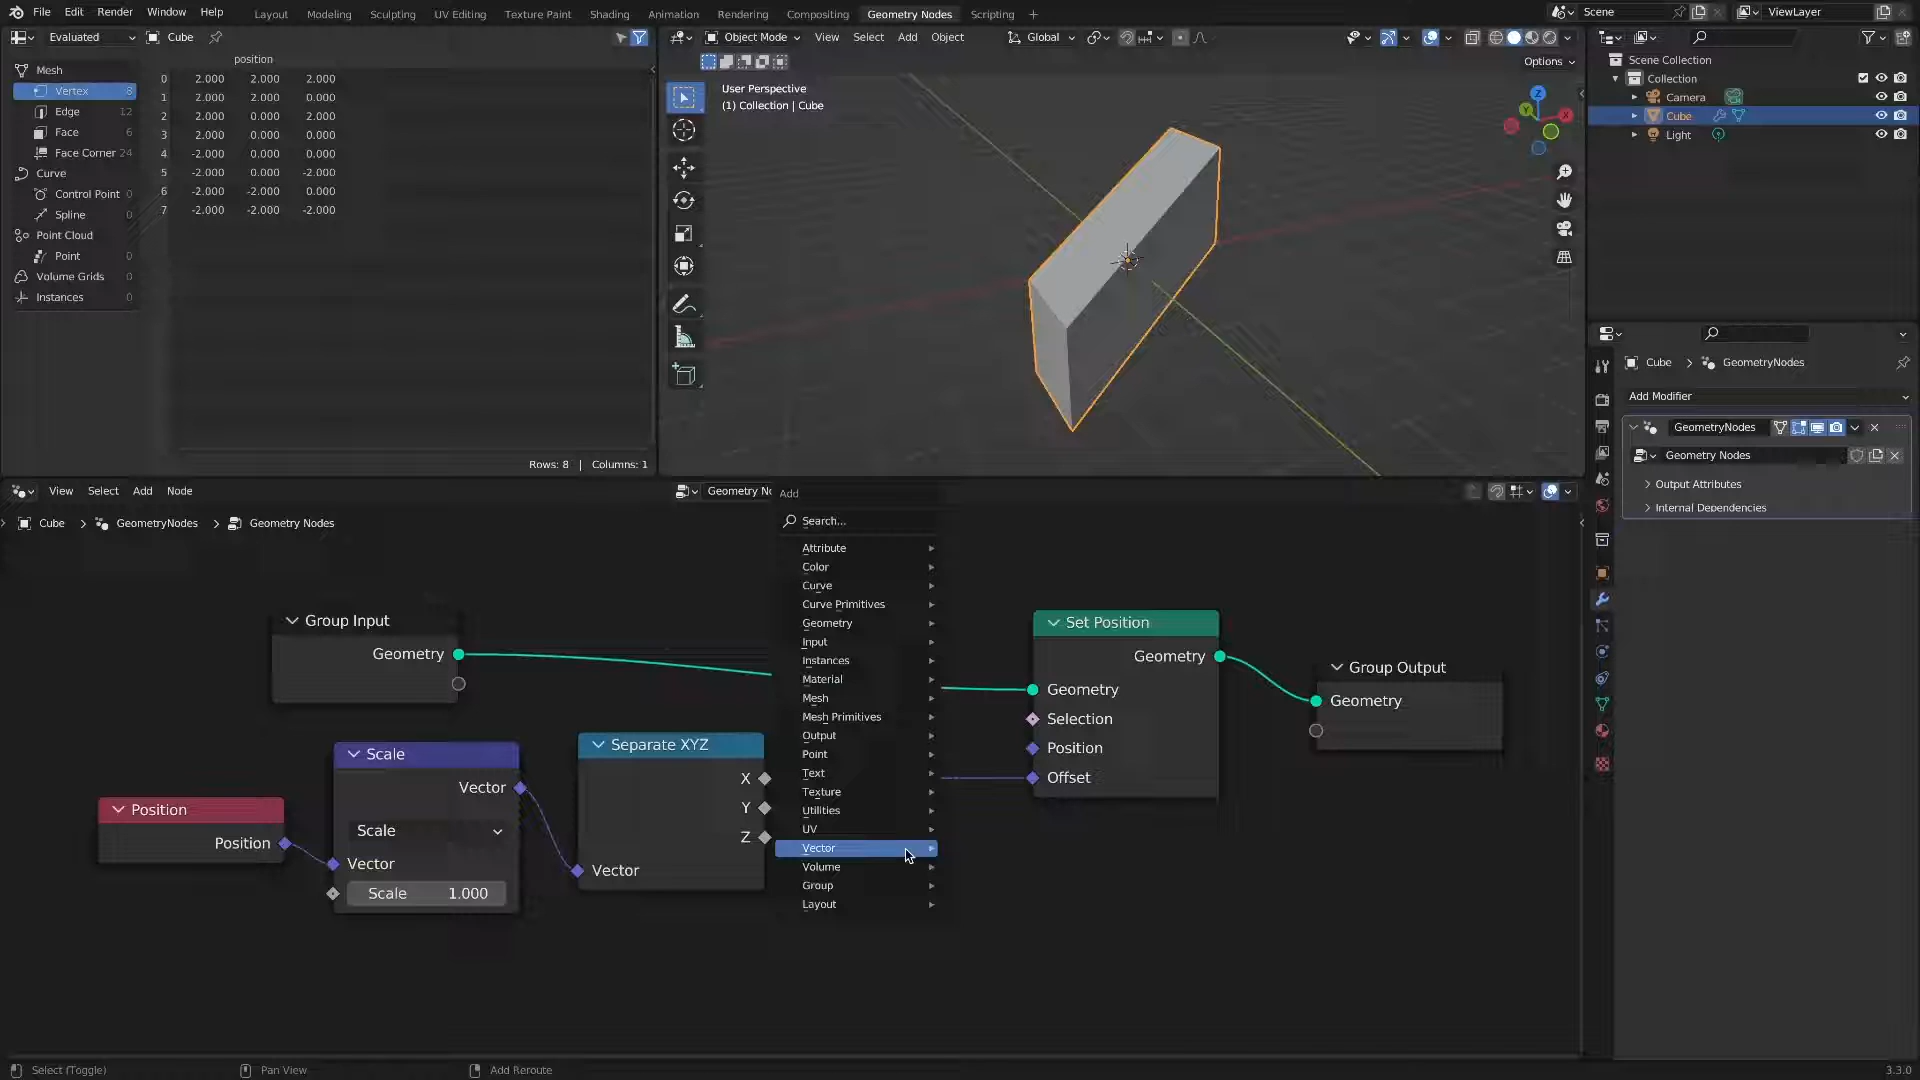 File Edit Render Window Help Layout Modeling Sculpting UV Editing Texture Paint Shading Animation Rendering Compositing Geometry Nodes Scripting + Scene ViewLayer
Evaluated Cube
position
Mesh
Vertex 8
Edge 12
Face 6
Face Corner 24
Curve
Control Point 0
Spline 0
Point Cloud
Point 0
Volume Grids 0
Instances 0
0 2.000 2.000 2.000
1 2.000 2.000 0.000
2 2.000 0.000 2.000
3 2.000 0.000 0.000
4 -2.000 0.000 0.000
5 -2.000 0.000 -2.000
6 -2.000 -2.000 0.000
7 -2.000 -2.000 -2.000
Rows: 8 | Columns: 1
Object Mode View Select Add Object Global
Options
User Perspective
(1) Collection | Cube
Z
Y
X
Scene Collection
Collection
Camera
Cube
Light
Cube > GeometryNodes
Add Modifier
GeometryNodes
Geometry Nodes
Output Attributes
Internal Dependencies
View Select Add Node Geometry No
Cube > GeometryNodes > Geometry Nodes
Add
Search...
Attribute
Color
Curve
Curve Primitives
Geometry
Input
Instances
Material
Mesh
Mesh Primitives
Output
Point
Text
Texture
Utilities
UV
Vector
Volume
Group
Layout
Group Input
Geometry
Position
Position
Scale
Vector
Scale
Vector
Scale 1.000
Separate XYZ
X
Y
Z
Vector
Set Position
Geometry
Geometry
Selection
Position
Offset
Group Output
Geometry
Select (Toggle) Pan View Add Reroute 3.3.0